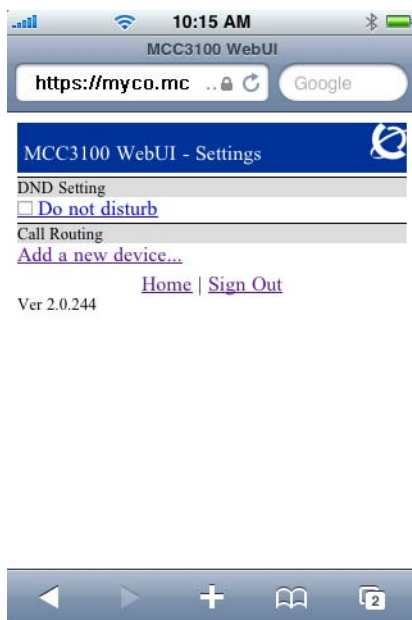 10:15 AM
MCC3100 WebUI
https://myco.mc ..
Google
MCC3100 WebUI - Settings
DND Setting
Do not disturb
Call Routing
Add a new device...
Home | Sign Out
Ver 2.0.244
2